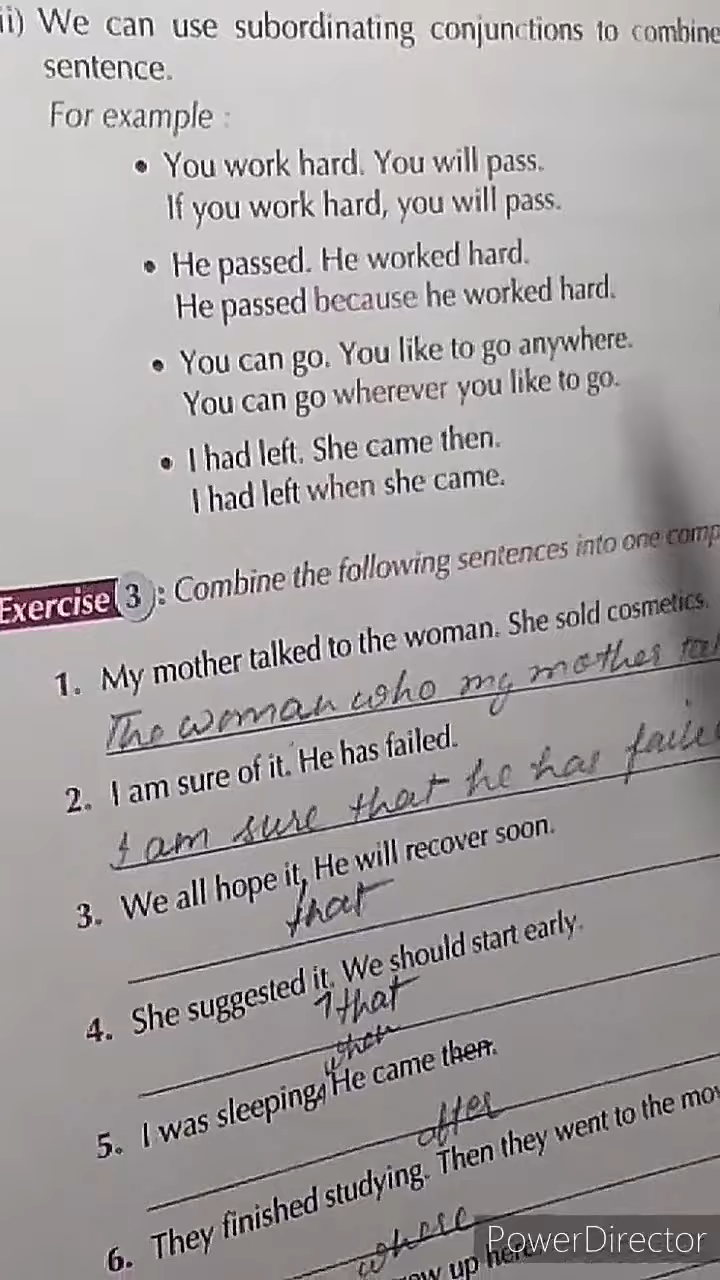 ii) We can use subordinating conjunctions to combine
sentence.
For example :
• You work hard. You will pass.
If you work hard, you will pass.
• He passed. He worked hard.
He passed because he worked hard.
• You can go. You like to go anywhere.
You can go wherever you like to go.
• I had left. She came then.
I had left when she came.
Exercise 3 : Combine the following sentences into one comp
1. My mother talked to the woman. She sold cosmetics.
The woman who my mother
2. I am sure of it. He has failed.
I am sure that he has faile
3. We all hope it, He will recover soon.
that
4. She suggested it. We should start early.
that
when
5. I was sleeping, He came then.
after
6. They finished studying. Then they went to the mov
where
PowerDirector
up here